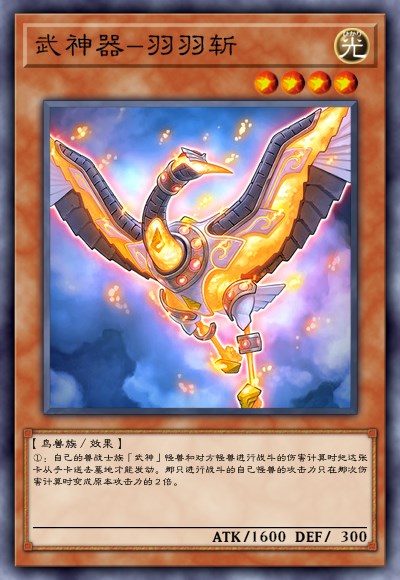 武神器-羽羽斩
光
【鸟兽族/效果】
①：自己的兽战士族「武神」怪兽和对方怪兽进行战斗的伤害计算时把这张
卡从手卡送去墓地才能发动。那只进行战斗的自己怪兽的攻击力只在那次伤
害计算时变成原本攻击力的２倍。
ATK/1600 DEF/ 300